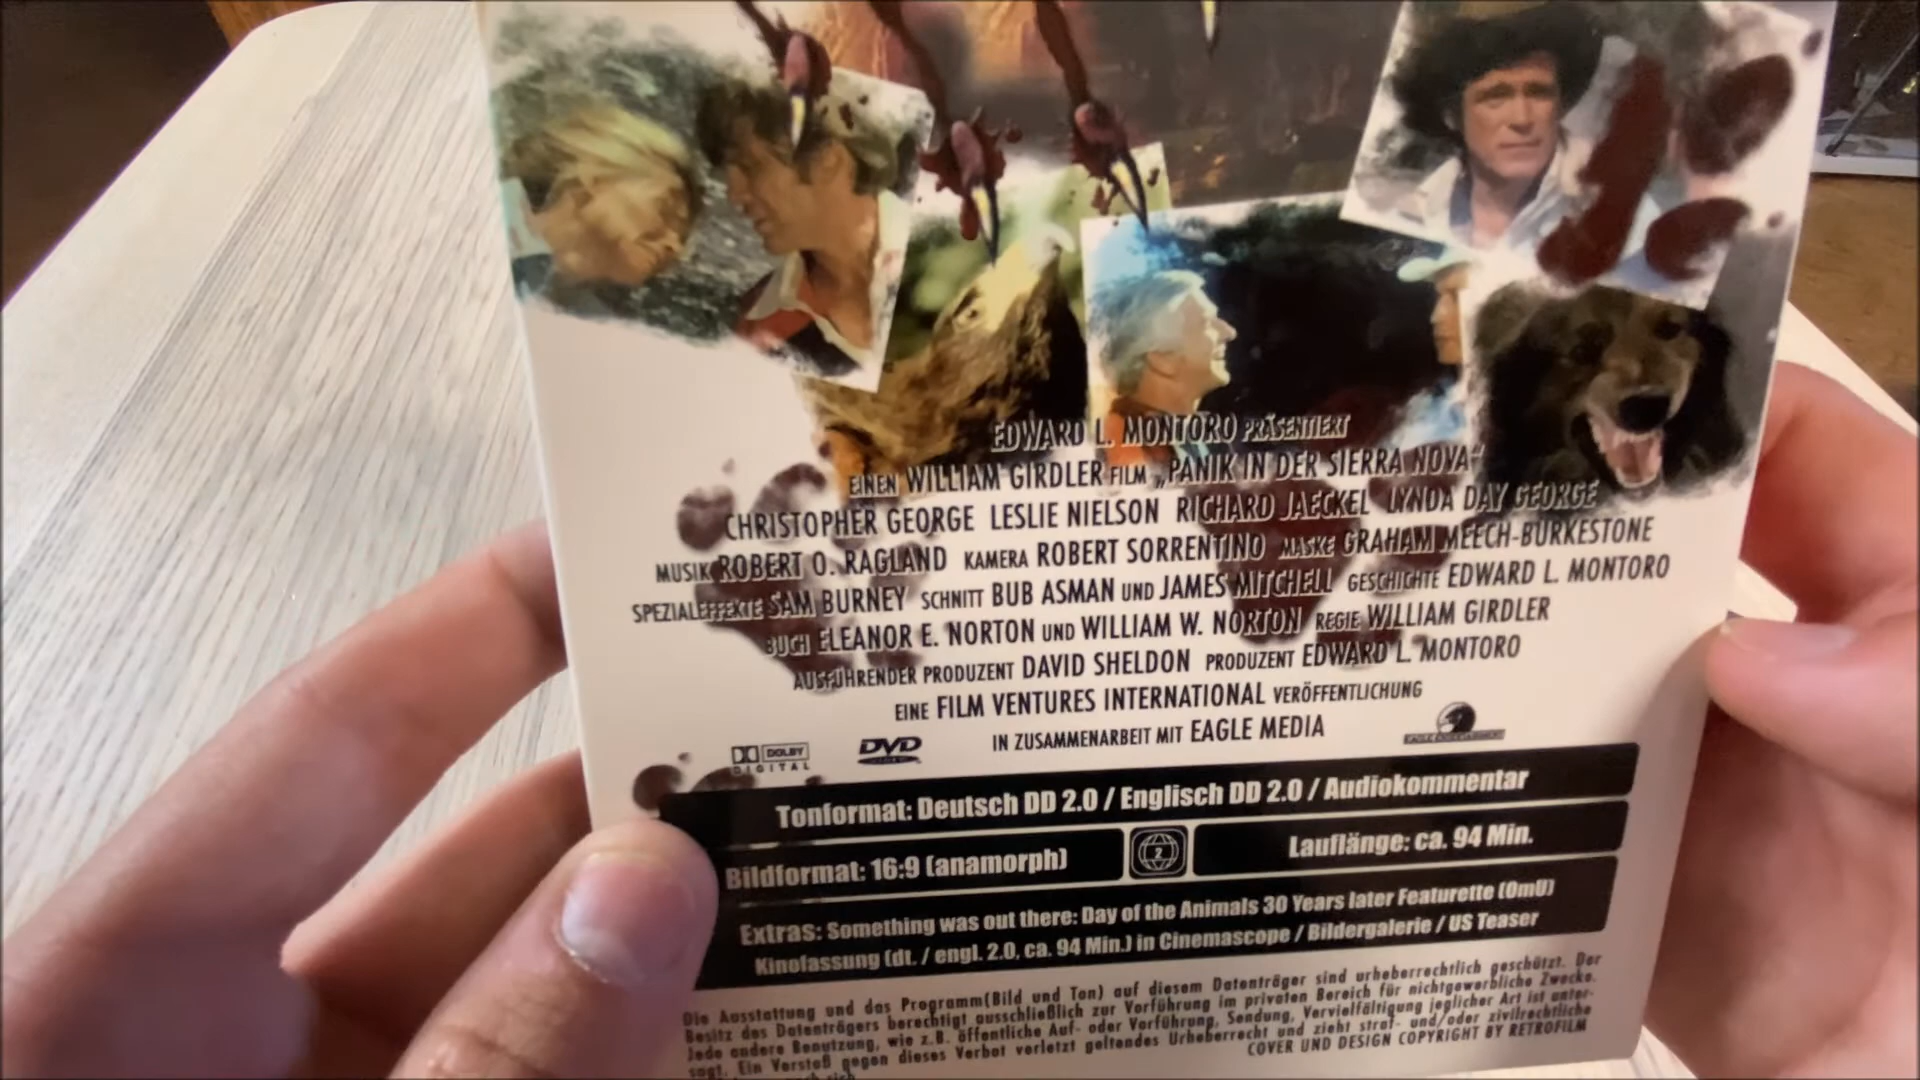 EDWARD L. MONTORO PRÄSENTIERT
EINEN WILLIAM GIRDLER FILM „PANIK IN DER SIERRA NOVA“
CHRISTOPHER GEORGE LESLIE NIELSON RICHARD JAECKEL LYNDA DAY GEORGE
MUSIK ROBERT O. RAGLAND KAMERA ROBERT SORRENTINO MASKE GRAHAM MEECH-BURKESTONE
SPEZIALEFFEKTE SAM BURNEY SCHNITT BUB ASMAN UND JAMES MITCHELL GESCHICHTE EDWARD L. MONTORO
BUCH ELEANOR E. NORTON UND WILLIAM W. NORTON REGIE WILLIAM GIRDLER
AUSFÜHRENDER PRODUZENT DAVID SHELDON PRODUZENT EDWARD L. MONTORO
EINE FILM VENTURES INTERNATIONAL VERÖFFENTLICHUNG
IN ZUSAMMENARBEIT MIT EAGLE MEDIA
DOLBY
DIGITAL
DVD
Tonformat: Deutsch DD 2.0 / Englisch DD 2.0 / Audiokommentar
Bildformat: 16:9 (anamorph)
2
Lauflänge: ca. 94 Min.
Extras: Something was out there: Day of the Animals 30 Years later Featurette (OmU)
Kinofassung (dt. / engl. 2.0, ca. 94 Min.) in Cinemascope / Bildergalerie / US Teaser
Die Ausstattung und das Programm(Bild und Ton) auf diesem Datenträger sind urheberrechtlich geschützt. Der
Besitz des Datenträgers berechtigt ausschließlich zur Vorführung im privaten Bereich für nichtgewerbliche Zwecke.
Jede andere Benutzung, wie z.B. öffentliche Auf- oder Vorführung, Sendung, Vervielfältigung jeglicher Art ist unter-
sagt. Ein Verstoß gegen dieses Verbot verletzt geltendes Urheberrecht und zieht straf- und/oder zivilrechtliche
COVER UND DESIGN COPYRIGHT BY RETROFILM